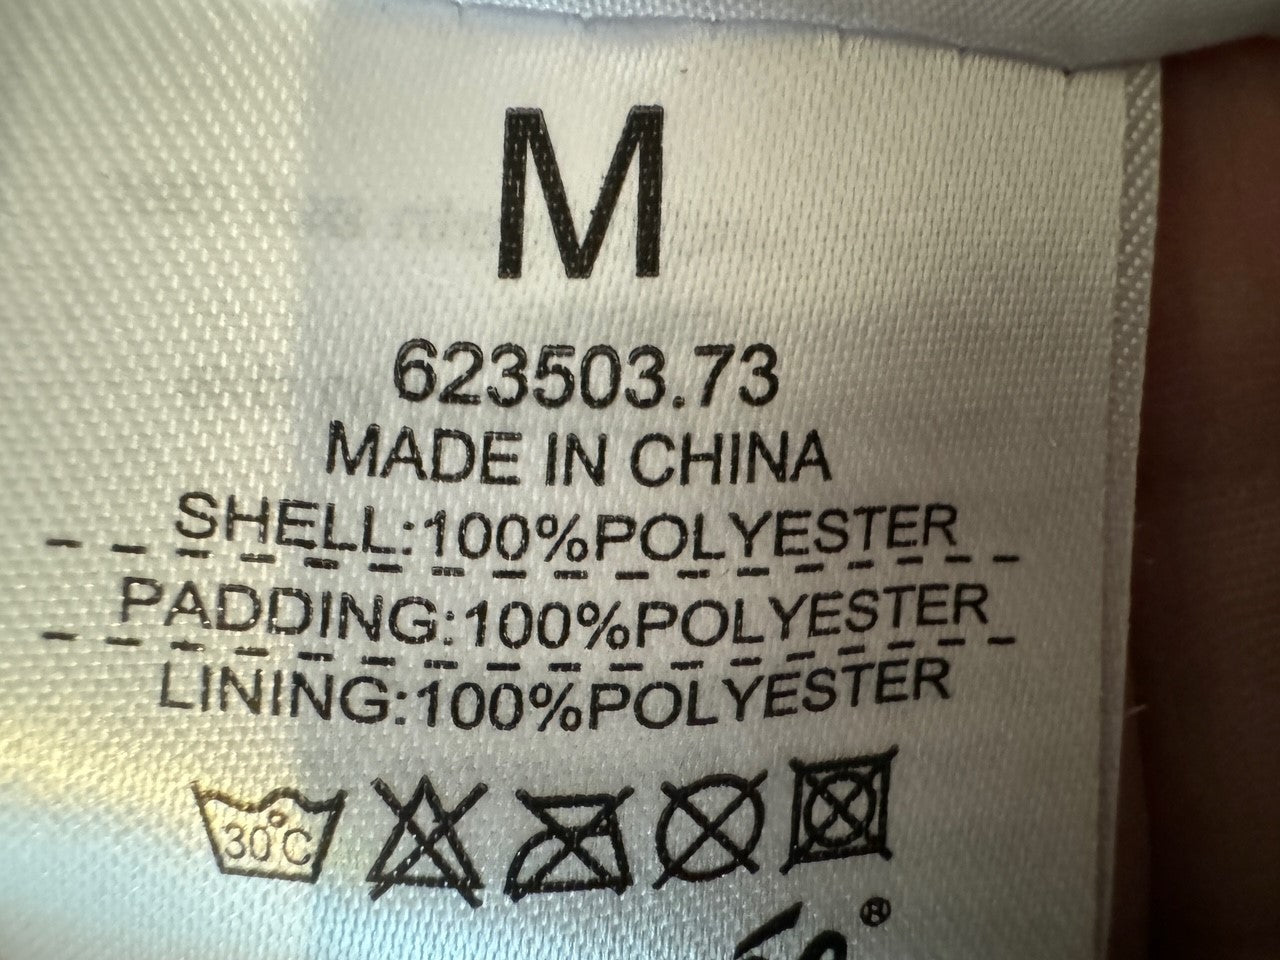 M
623503.73
MADE IN CHINA
SHELL:100%POLYESTER
PADDING:100%POLYESTER
LINING:100%POLYESTER
30°C
®